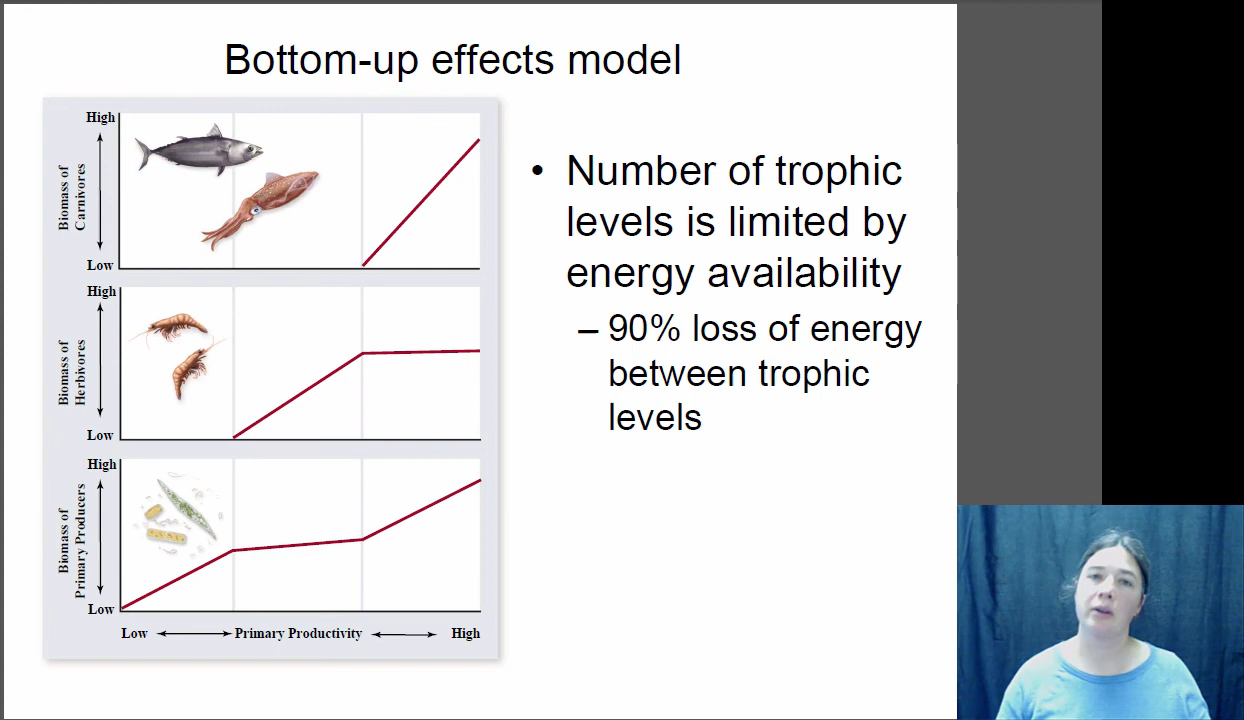 Bottom-up effects model
High
Biomass of
Carnivores
Low
High
Biomass of
Herbivores
Low
High
Biomass of
Primary Producers
Low
Low Primary Productivity High
• Number of trophic
levels is limited by
energy availability
– 90% loss of energy
between trophic
levels